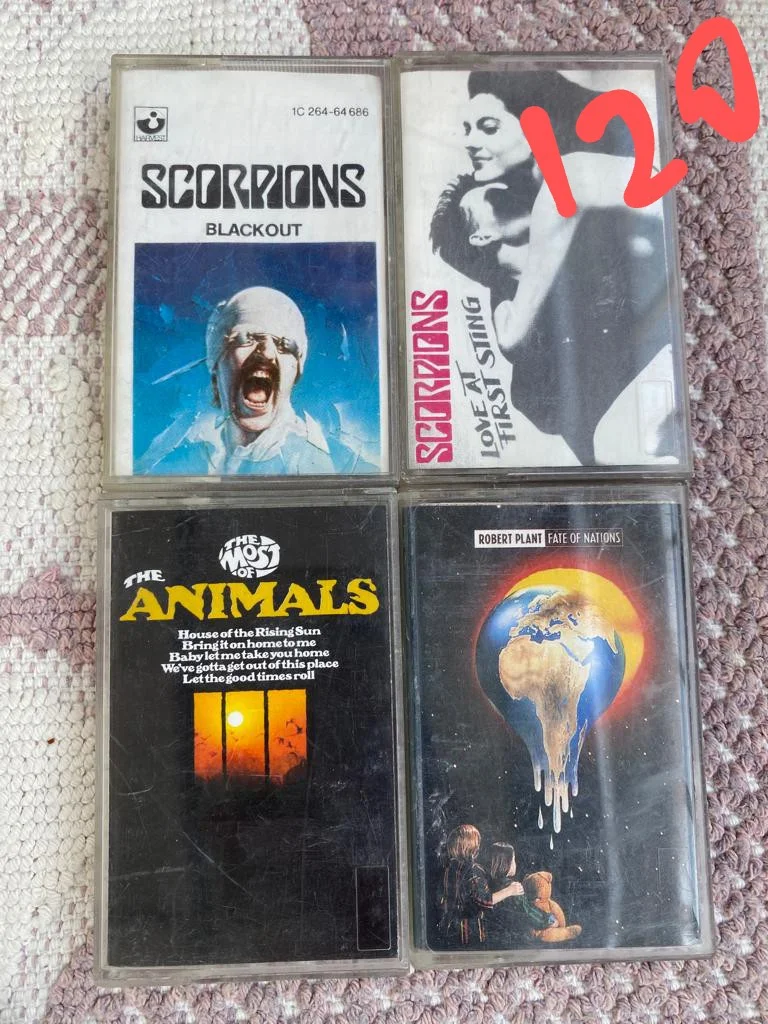 120
HARVEST
1C 264-64 686
SCORPIONS
BLACKOUT
SCORPIONS
LOVE AT
FIRST STING
THE
MOST
OF
THE
ANIMALS
House of the Rising Sun
Bring it on home to me
Baby let me take you home
We've gotta get out of this place
Let the good times roll
ROBERT PLANT FATE OF NATIONS